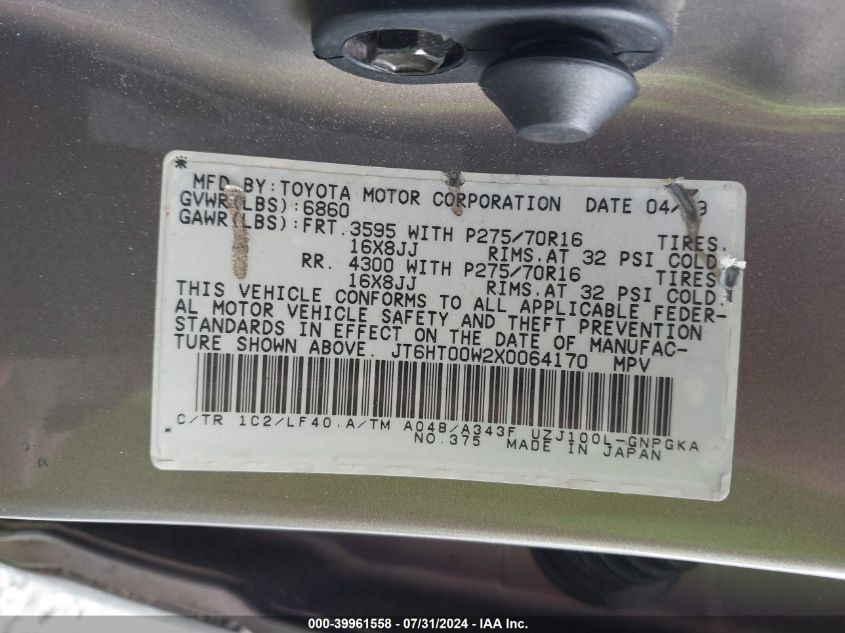 *
MFD BY:TOYOTA MOTOR CORPORATION DATE 04/ 9
GVWR(LBS):6860
GAWR(LBS):FRT. 3595 WITH P275/70R16 TIRES.
16X8JJ RIMS.AT 32 PSI COLD
RR. 4300 WITH P275/70R16 TIRES
16X8JJ RIMS.AT 32 PSI COLD.
THIS VEHICLE CONFORMS TO ALL APPLICABLE FEDER-
AL MOTOR VEHICLE SAFETY AND THEFT PREVENTION
STANDARDS IN EFFECT ON THE DATE OF MANUFAC-
TURE SHOWN ABOVE. JT6HT00W2X0064170 MPV
C/TR 1C2/LF40.A/TM A04B/A343F UZJ100L-GNPGKA
NO.375 MADE IN JAPAN
000-39961558 - 07/31/2024 - IAA Inc.